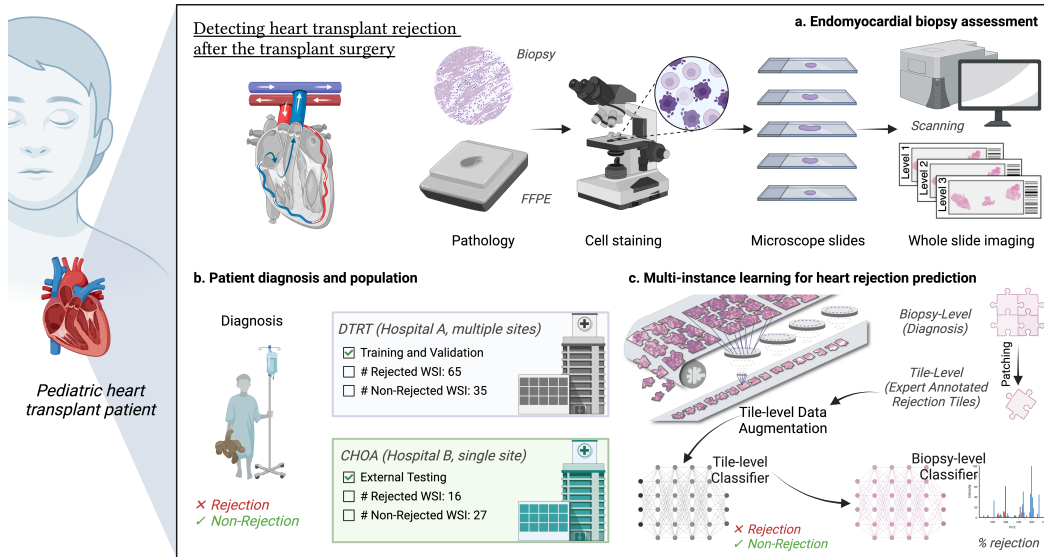 Detecting heart transplant rejection
after the transplant surgery
a. Endomyocardial biopsy assessment
Biopsy
FFPE
Scanning
Level 1
Level 2
Level 3
Pathology
Cell staining
Microscope slides
Whole slide imaging
Pediatric heart
transplant patient
b. Patient diagnosis and population
Diagnosis
✕ Rejection
✓ Non-Rejection
DTRT (Hospital A, multiple sites)
Training and Validation
# Rejected WSI: 65
# Non-Rejected WSI: 35
CHOA (Hospital B, single site)
External Testing
# Rejected WSI: 16
# Non-Rejected WSI: 27
c. Multi-instance learning for heart rejection prediction
Biopsy-Level
(Diagnosis)
Patching
Tile-Level
(Expert Annotated
Rejection Tiles)
Tile-level Data
Augmentation
Tile-level
Classifier
Biopsy-level
Classifier
✕ Rejection
✓ Non-Rejection
% rejection